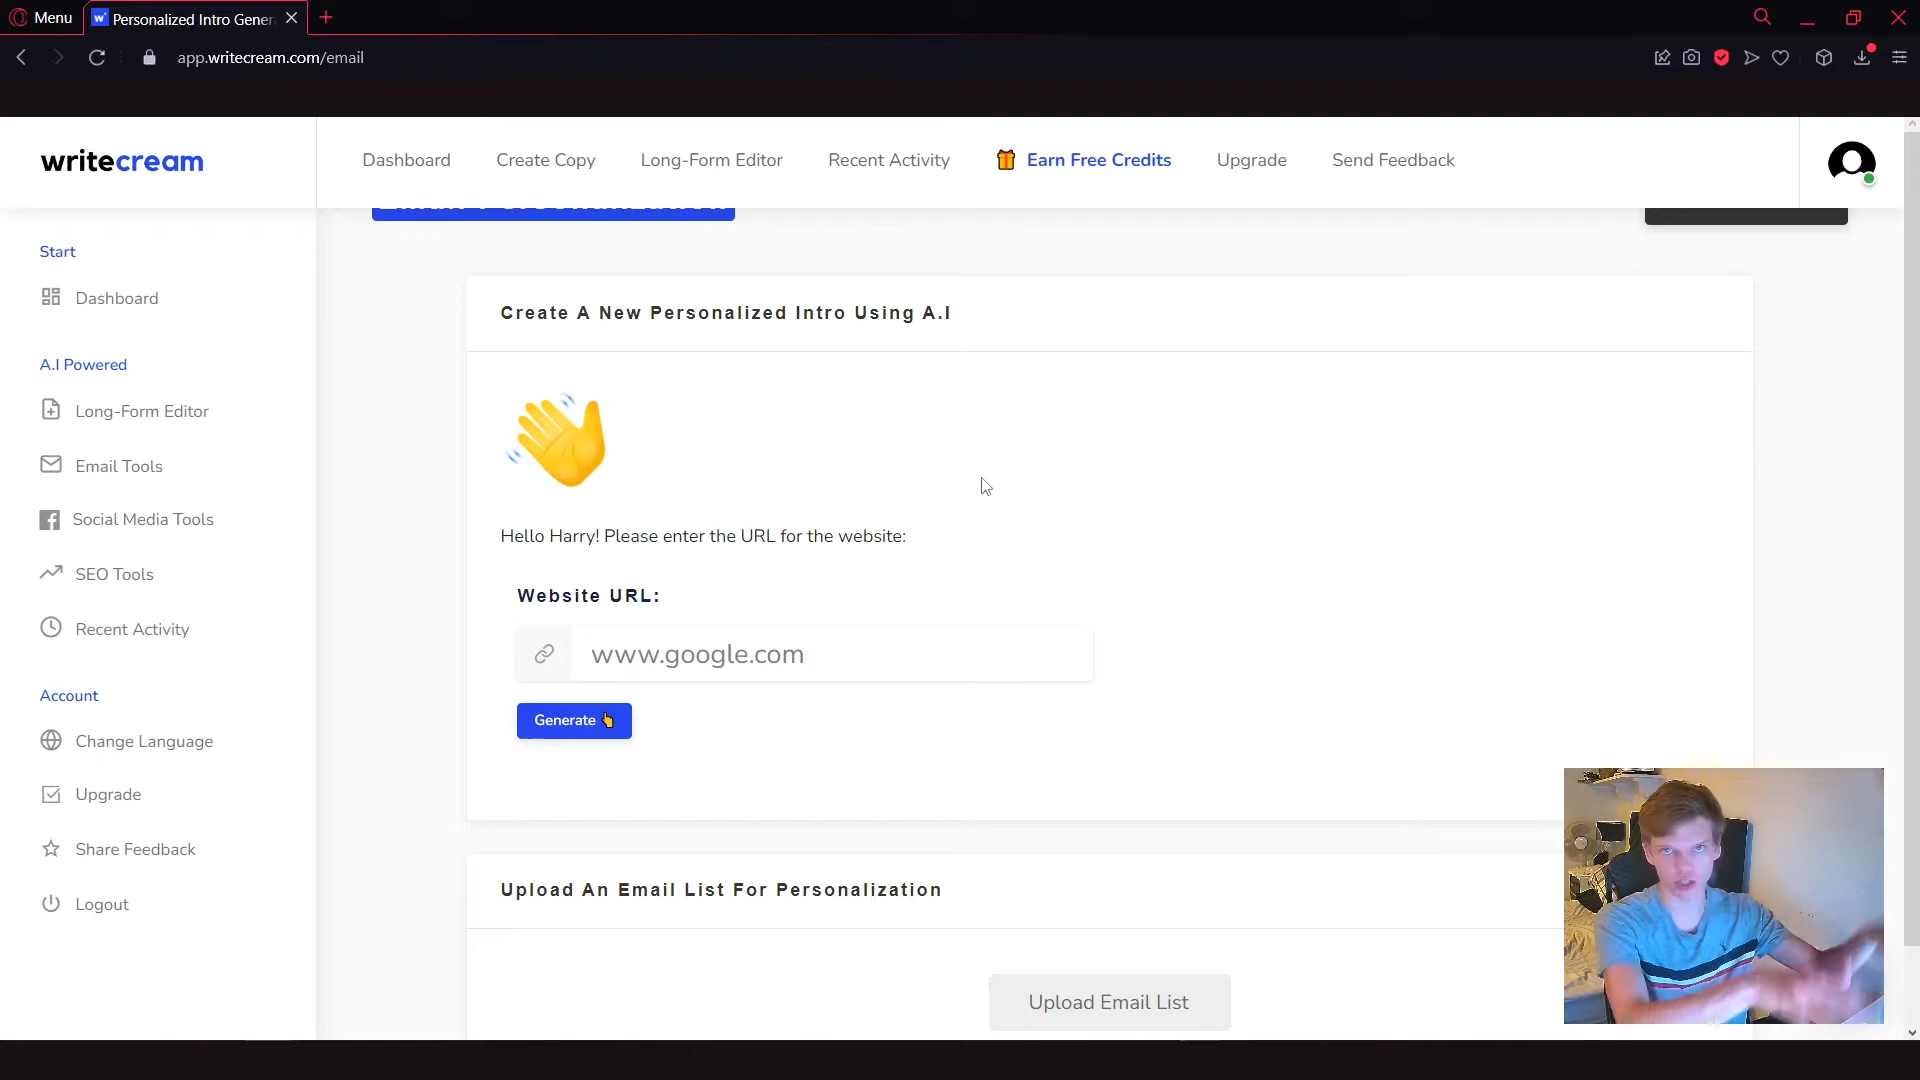 Menu
Personalized Intro Gener
app.writecream.com/email
writecream
Dashboard
Create Copy
Long-Form Editor
Recent Activity
Earn Free Credits
Upgrade
Send Feedback
Start
Dashboard
A.I Powered
Long-Form Editor
Email Tools
Social Media Tools
SEO Tools
Recent Activity
Account
Change Language
Upgrade
Share Feedback
Logout
Create A New Personalized Intro Using A.I
Hello Harry! Please enter the URL for the website:
Website URL:
www.google.com
Generate
Upload An Email List For Personalization
Upload Email List